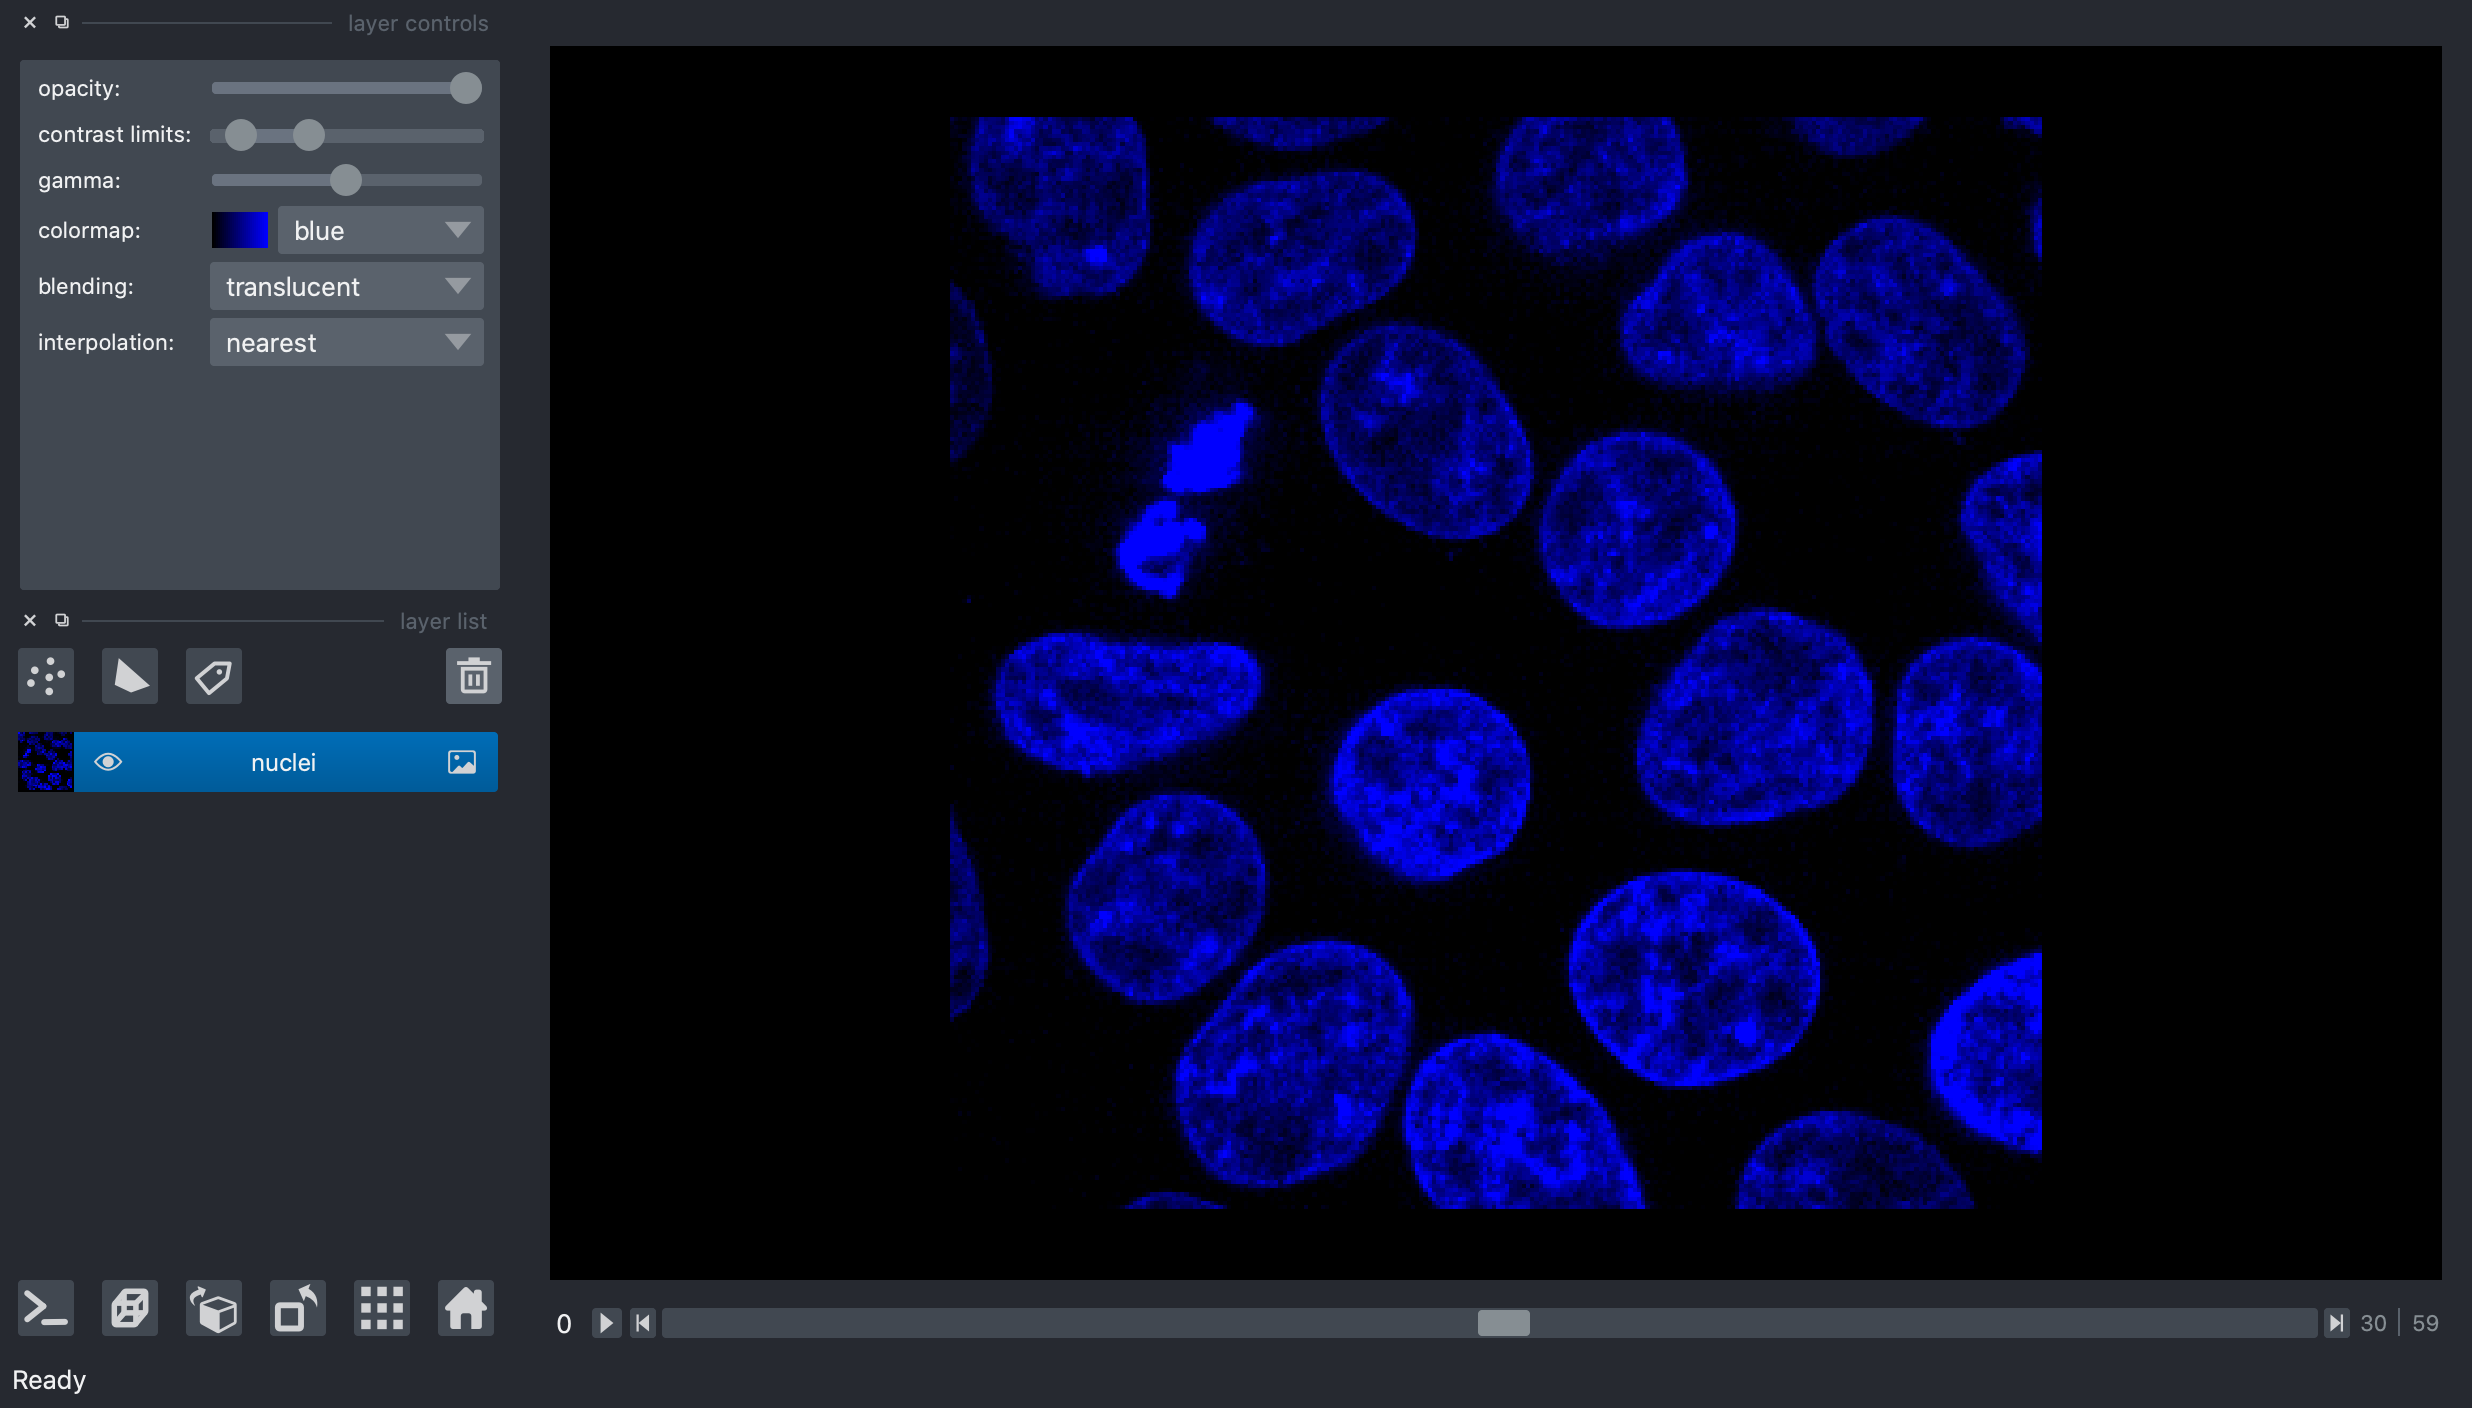 layer controls
opacity:
contrast limits:
gamma:
colormap: blue
blending: translucent
interpolation: nearest
layer list
nuclei
0 30 59
Ready